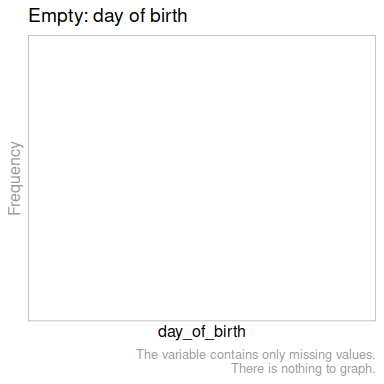 Empty: day of birth
Frequency
day_of_birth
The variable contains only missing values.
There is nothing to graph.